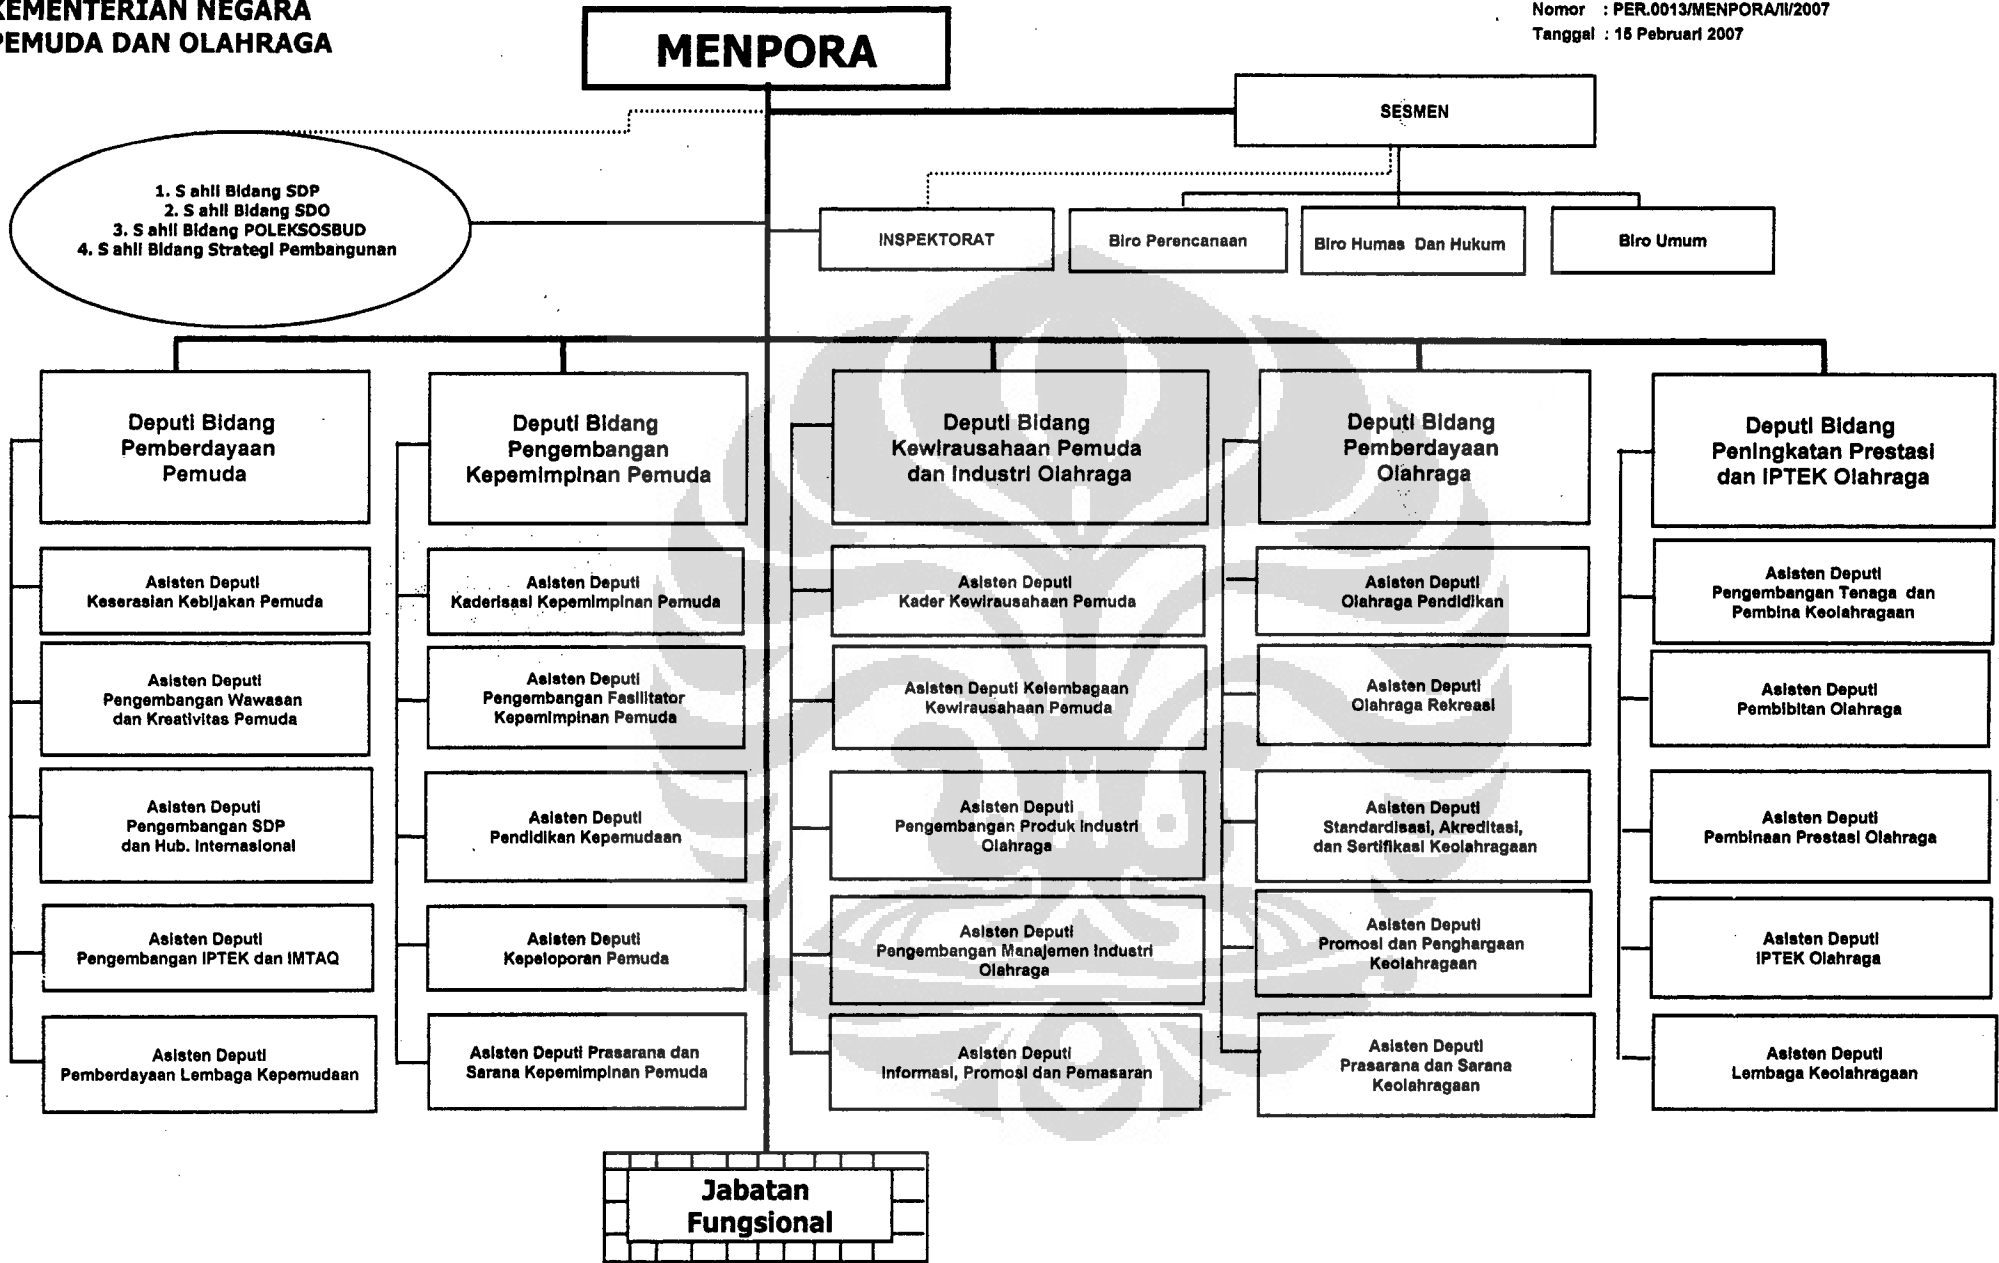 KEMENTERIAN NEGARA
PEMUDA DAN OLAHRAGA
Nomor : PER.0013/MENPORA/II/2007
Tanggal : 15 Pebruari 2007
MENPORA
SESMEN
1. S ahli Bidang SDP
2. S ahli Bidang SDO
3. S ahli Bidang POLEKSOSBUD
4. S ahli Bidang Strategi Pembangunan
INSPEKTORAT
Biro Perencanaan
Biro Humas Dan Hukum
Biro Umum
Deputi Bidang
Pemberdayaan
Pemuda
Asisten Deputi
Keserasian Kebijakan Pemuda
Asisten Deputi
Pengembangan Wawasan
dan Kreativitas Pemuda
Asisten Deputi
Pengembangan SDP
dan Hub. Internasional
Asisten Deputi
Pengembangan IPTEK dan IMTAQ
Asisten Deputi
Pemberdayaan Lembaga Kepemudaan
Deputi Bidang
Pengembangan
Kepemimpinan Pemuda
Asisten Deputi
Kaderisasi Kepemimpinan Pemuda
Asisten Deputi
Pengembangan Fasilitator
Kepemimpinan Pemuda
Asisten Deputi
Pendidikan Kepemudaan
Asisten Deputi
Kepeloporan Pemuda
Asisten Deputi Prasarana dan
Sarana Kepemimpinan Pemuda
Deputi Bidang
Kewirausahaan Pemuda
dan Industri Olahraga
Asisten Deputi
Kader Kewirausahaan Pemuda
Asisten Deputi Kelembagaan
Kewirausahaan Pemuda
Asisten Deputi
Pengembangan Produk Industri
Olahraga
Asisten Deputi
Pengembangan Manajemen Industri
Olahraga
Asisten Deputi
Informasi, Promosi dan Pemasaran
Deputi Bidang
Pemberdayaan
Olahraga
Asisten Deputi
Olahraga Pendidikan
Asisten Deputi
Olahraga Rekreasi
Asisten Deputi
Standardisasi, Akreditasi,
dan Sertifikasi Keolahragaan
Asisten Deputi
Promosi dan Penghargaan
Keolahragaan
Asisten Deputi
Prasarana dan Sarana
Keolahragaan
Deputi Bidang
Peningkatan Prestasi
dan IPTEK Olahraga
Asisten Deputi
Pengembangan Tenaga dan
Pembina Keolahragaan
Asisten Deputi
Pembibitan Olahraga
Asisten Deputi
Pembinaan Prestasi Olahraga
Asisten Deputi
IPTEK Olahraga
Asisten Deputi
Lembaga Keolahragaan
Jabatan
Fungsional